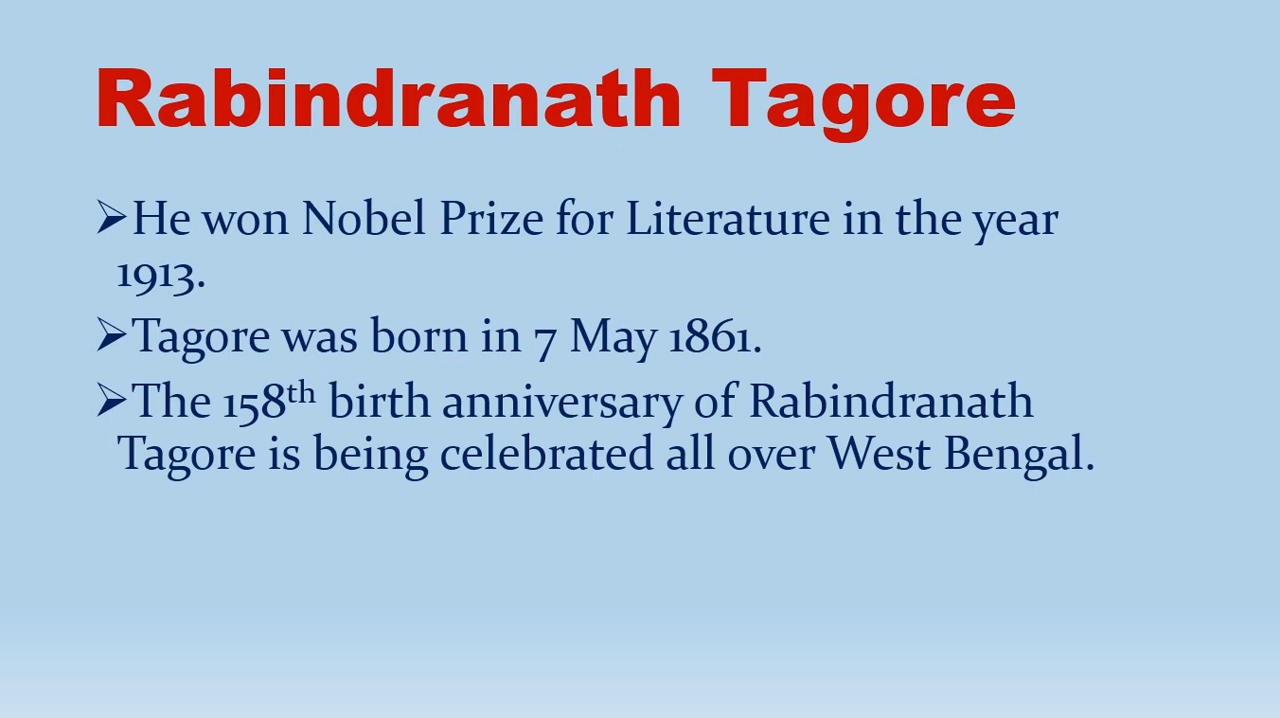 Rabindranath Tagore
➢He won Nobel Prize for Literature in the year
1913.
➢Tagore was born in 7 May 1861.
➢The 158th birth anniversary of Rabindranath
Tagore is being celebrated all over West Bengal.